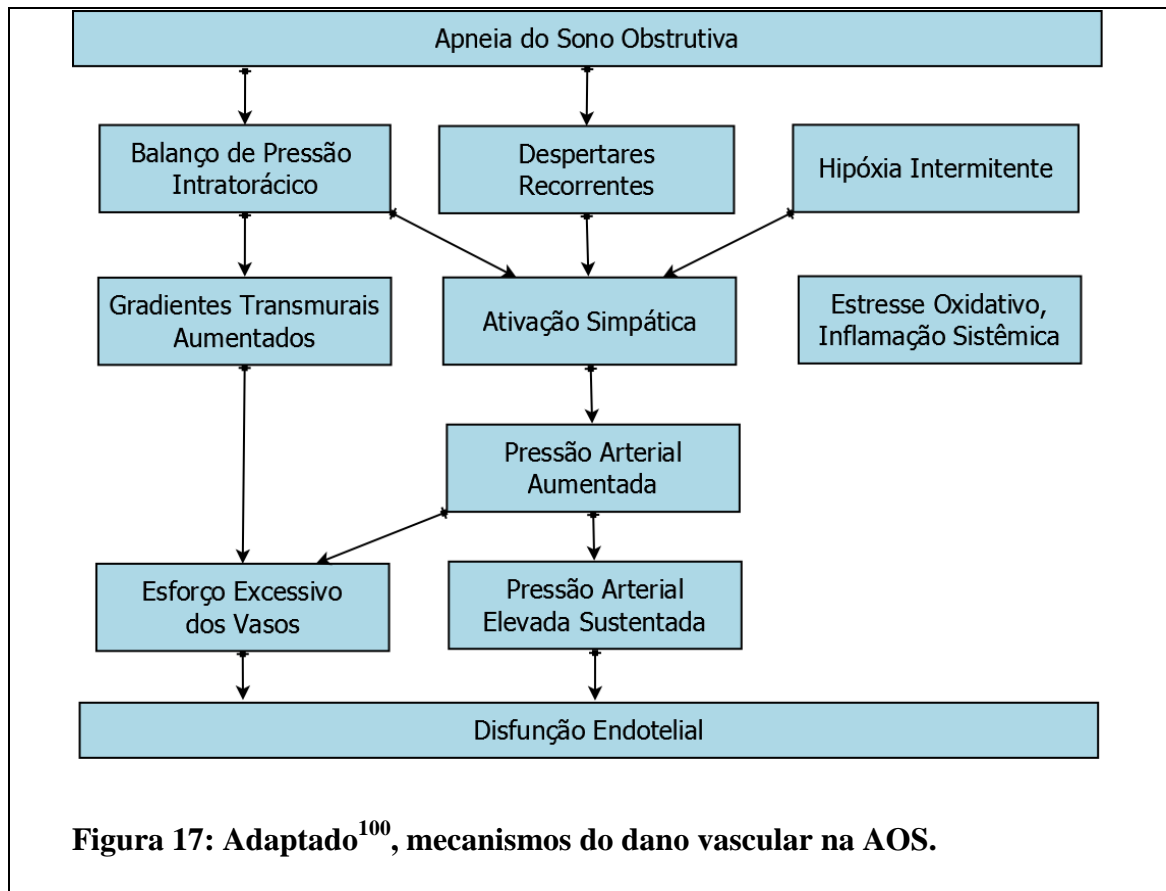 Apneia do Sono Obstrutiva
Balanço de Pressão
Intratorácico
Despertares
Recorrentes
Hipóxia Intermitente
Gradientes Transmurais
Aumentados
Ativação Simpática
Estresse Oxidativo,
Inflamação Sistêmica
Pressão Arterial
Aumentada
Esforço Excessivo
dos Vasos
Pressão Arterial
Elevada Sustentada
Disfunção Endotelial
Figura 17: Adaptado100, mecanismos do dano vascular na AOS.